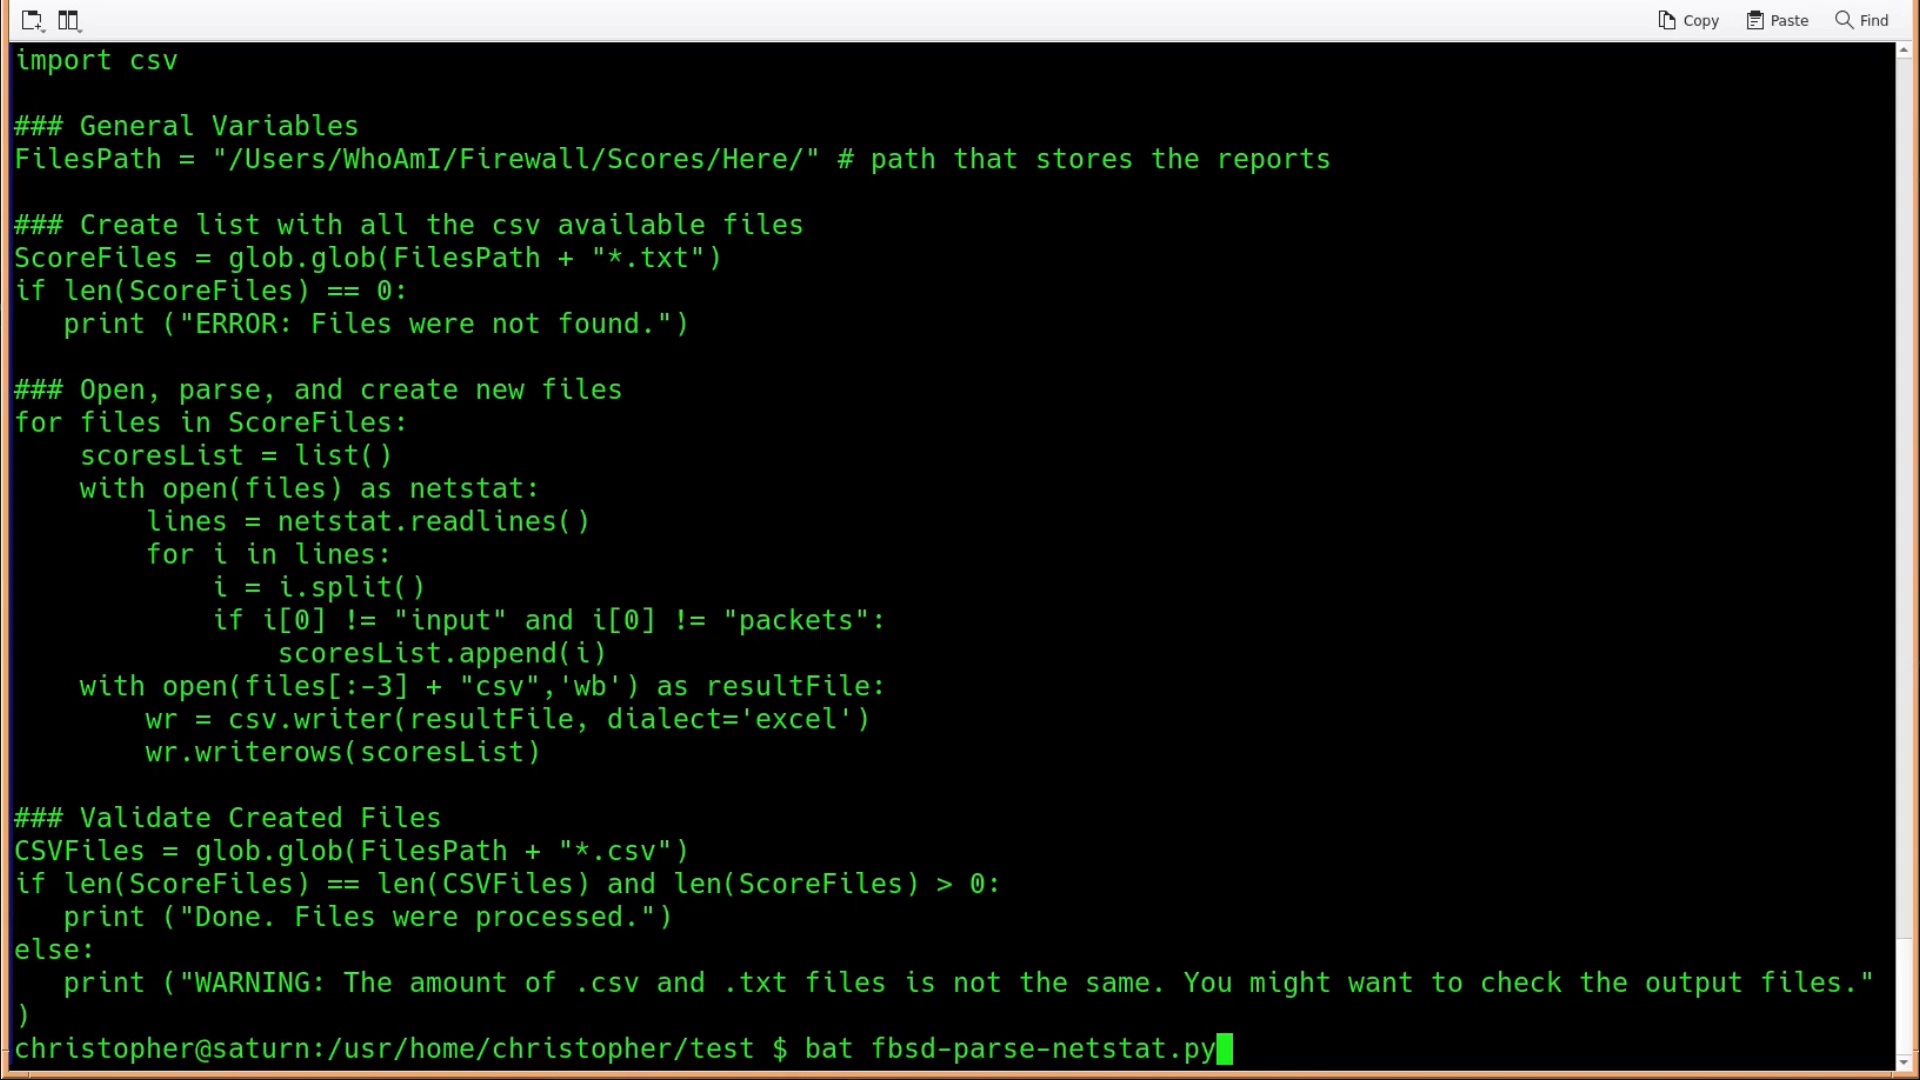 Copy Paste Find
import csv
### General Variables
FilesPath = "/Users/WhoAmI/Firewall/Scores/Here/" # path that stores the reports
### Create list with all the csv available files
ScoreFiles = glob.glob(FilesPath + "*.txt")
if len(ScoreFiles) == 0:
   print ("ERROR: Files were not found.")
### Open, parse, and create new files
for files in ScoreFiles:
    scoresList = list()
    with open(files) as netstat:
        lines = netstat.readlines()
        for i in lines:
            i = i.split()
            if i[0] != "input" and i[0] != "packets":
                scoresList.append(i)
    with open(files[:-3] + "csv",'wb') as resultFile:
        wr = csv.writer(resultFile, dialect='excel')
        wr.writerows(scoresList)
### Validate Created Files
CSVFiles = glob.glob(FilesPath + "*.csv")
if len(ScoreFiles) == len(CSVFiles) and len(ScoreFiles) > 0:
   print ("Done. Files were processed.")
else:
   print ("WARNING: The amount of .csv and .txt files is not the same. You might want to check the output files."
)
christopher@saturn:/usr/home/christopher/test $ bat fbsd-parse-netstat.py